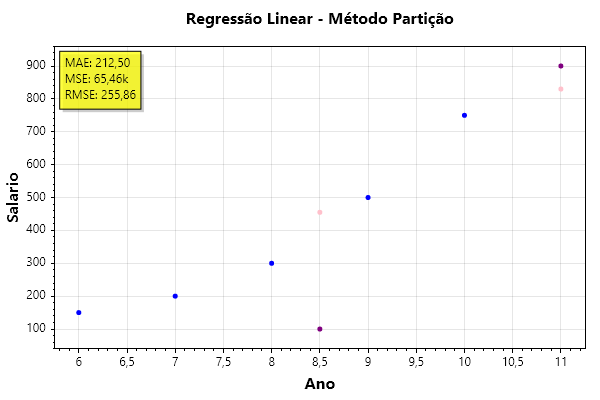 Regressão Linear - Método Partição
MAE: 212,50
MSE: 65,46k
RMSE: 255,86
900
800
700
600
500
400
300
200
100
Salario
6 6,5 7 7,5 8 8,5 9 9,5 10 10,5 11
Ano